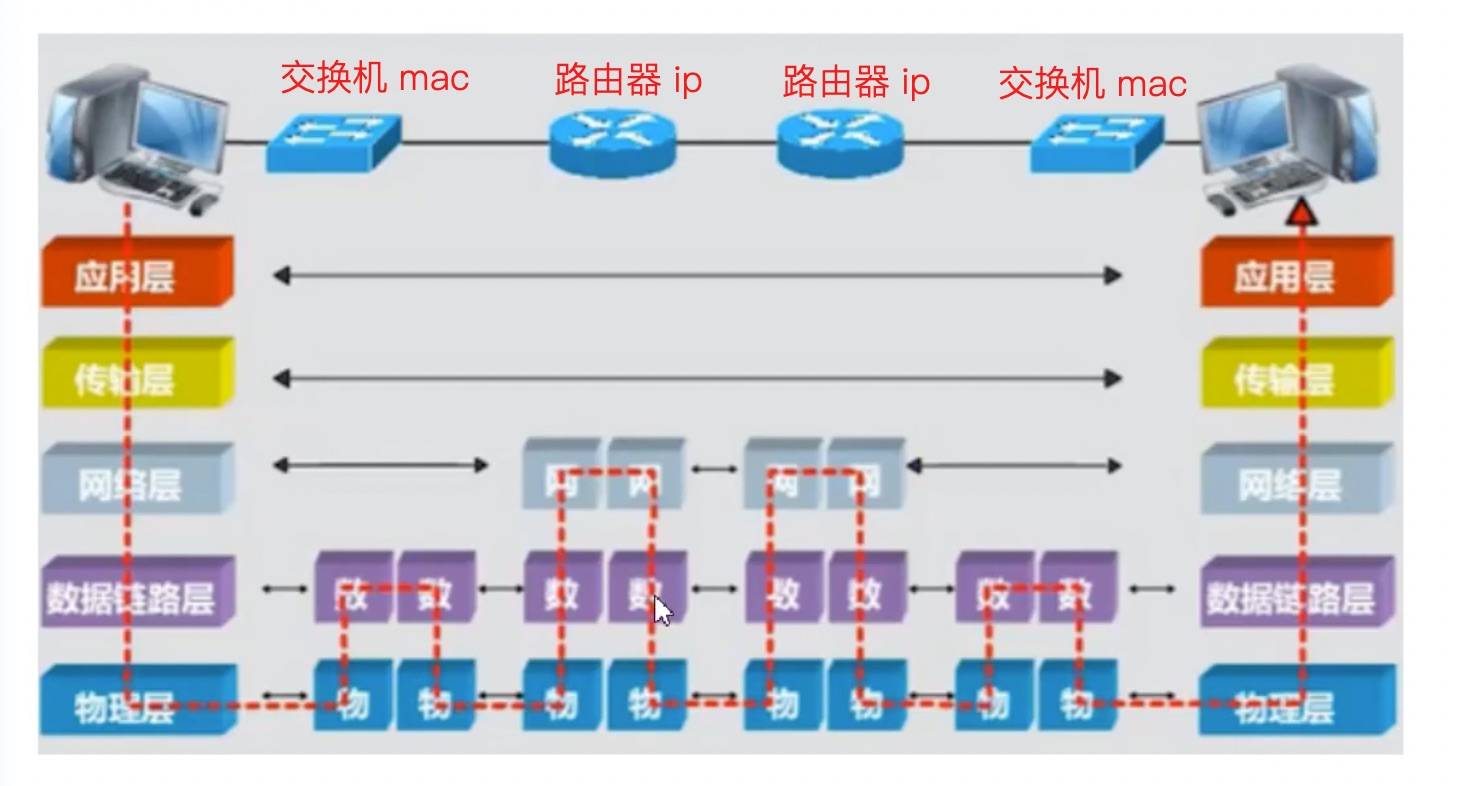 交换机 mac
路由器 ip
路由器 ip
交换机 mac
应用层
应用层
传输层
传输层
网络层
网
网
网
网
网络层
数据链路层
数
数
数
数
数
数
数
数
数据链路层
物理层
物
物
物
物
物
物
物
物
物理层